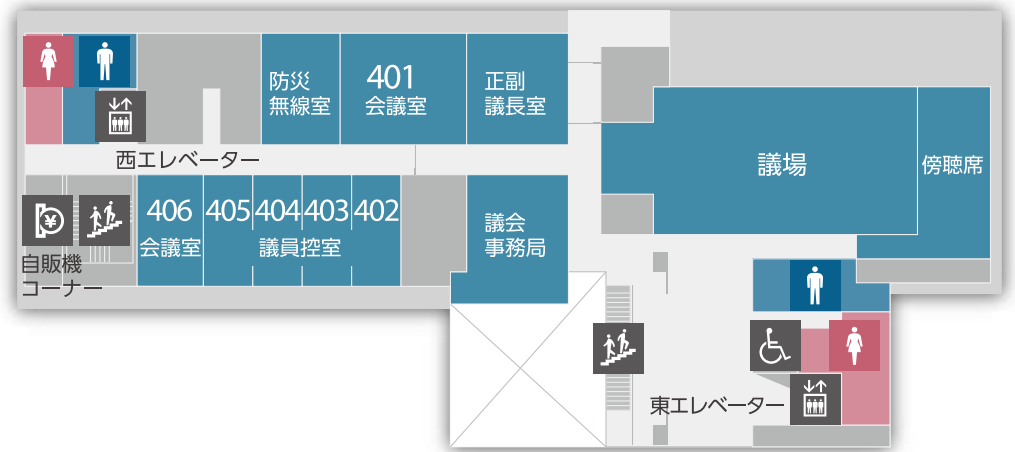 防災
無線室
401
会議室
正副
議長室
議場
傍聴席
西エレベーター
406
会議室
405
404
403
402
議員控室
議会
事務局
¥
自販機
コーナー
東エレベーター